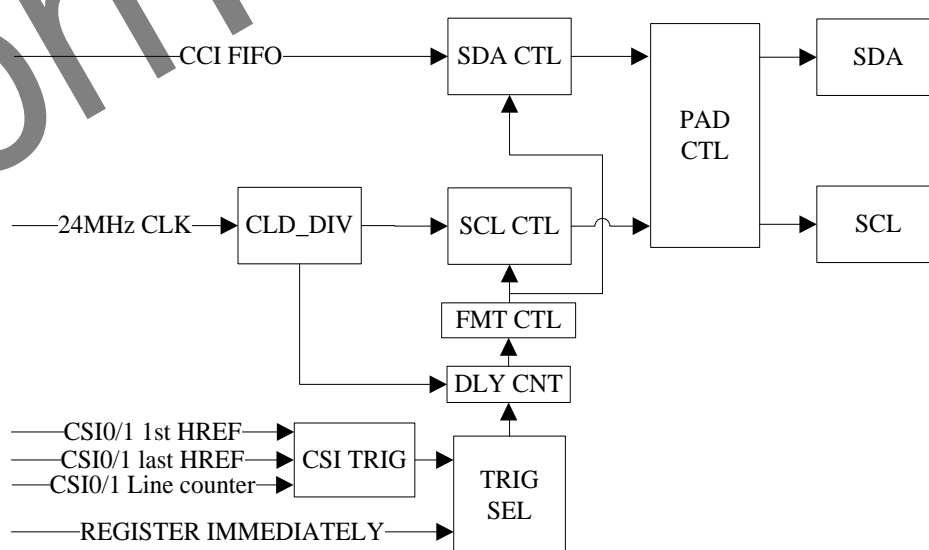 CCI FIFO
SDA CTL
SDA
PAD
CTL
24MHz CLK
CLD_DIV
SCL CTL
SCL
FMT CTL
DLY CNT
CSI0/1 1st HREF
CSI0/1 last HREF
CSI0/1 Line counter
CSI TRIG
TRIG
SEL
REGISTER IMMEDIATELY